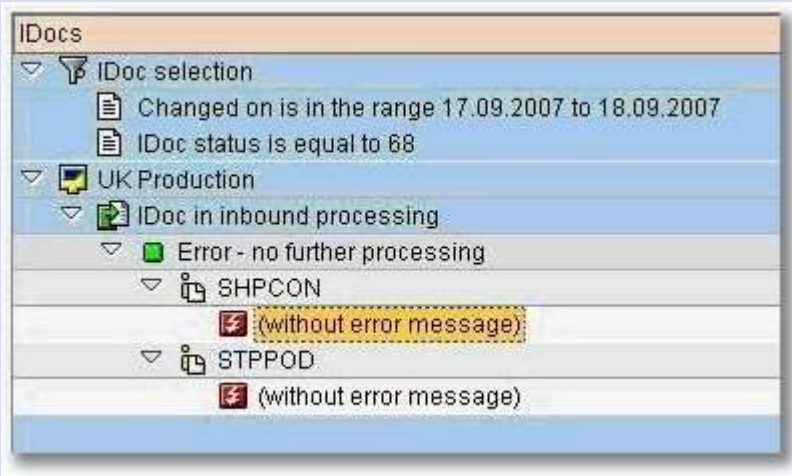 IDocs
IDoc selection
Changed on is in the range 17.09.2007 to 18.09.2007
IDoc status is equal to 68
UK Production
IDoc in inbound processing
Error - no further processing
SHPCON
(without error message)
STPPOD
(without error message)